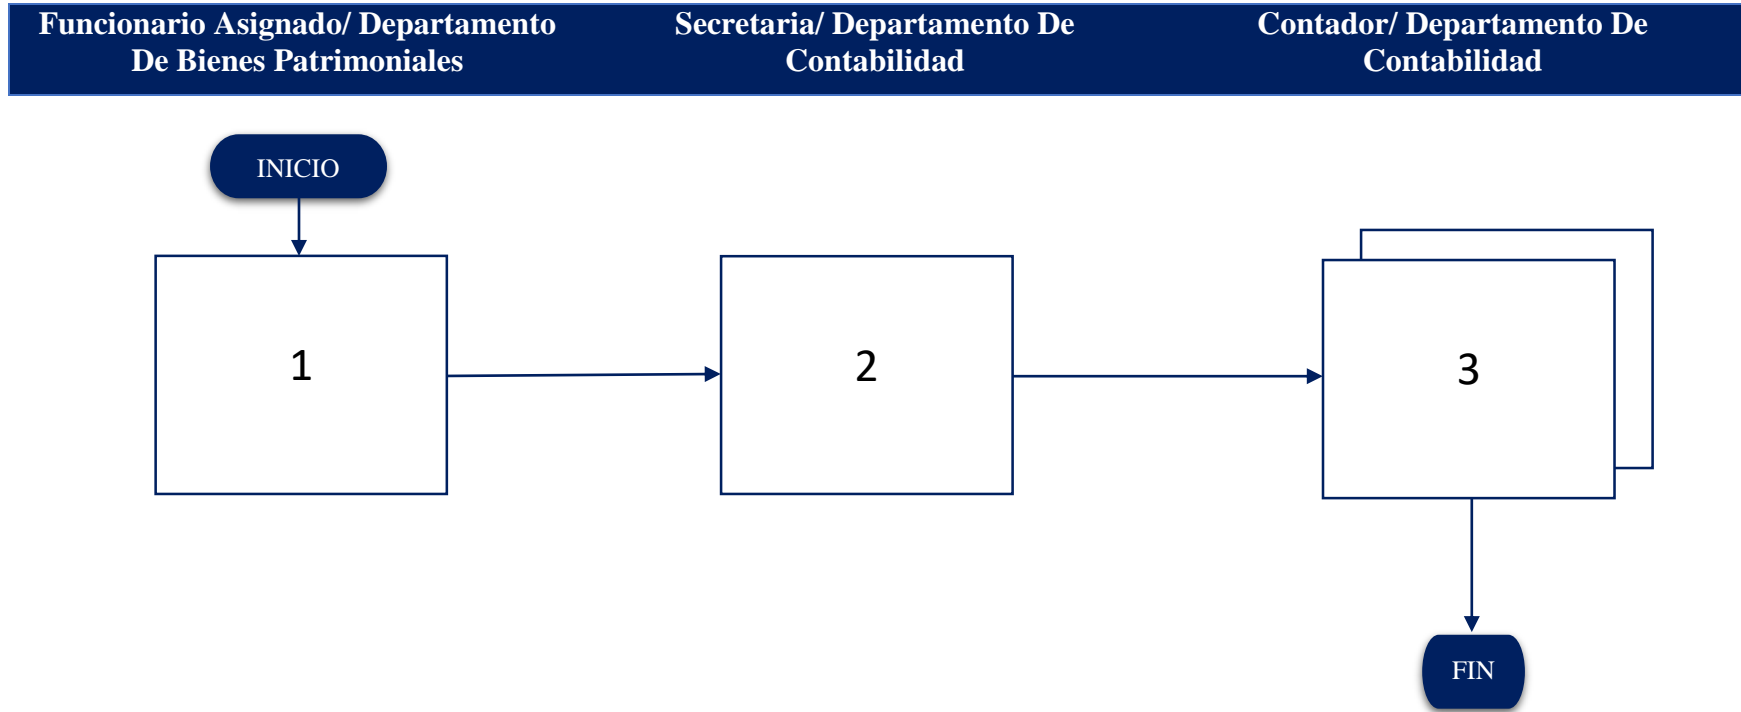 Funcionario Asignado/ Departamento
De Bienes Patrimoniales
Secretaria/ Departamento De
Contabilidad
Contador/ Departamento De
Contabilidad
INICIO
1
2
3
FIN